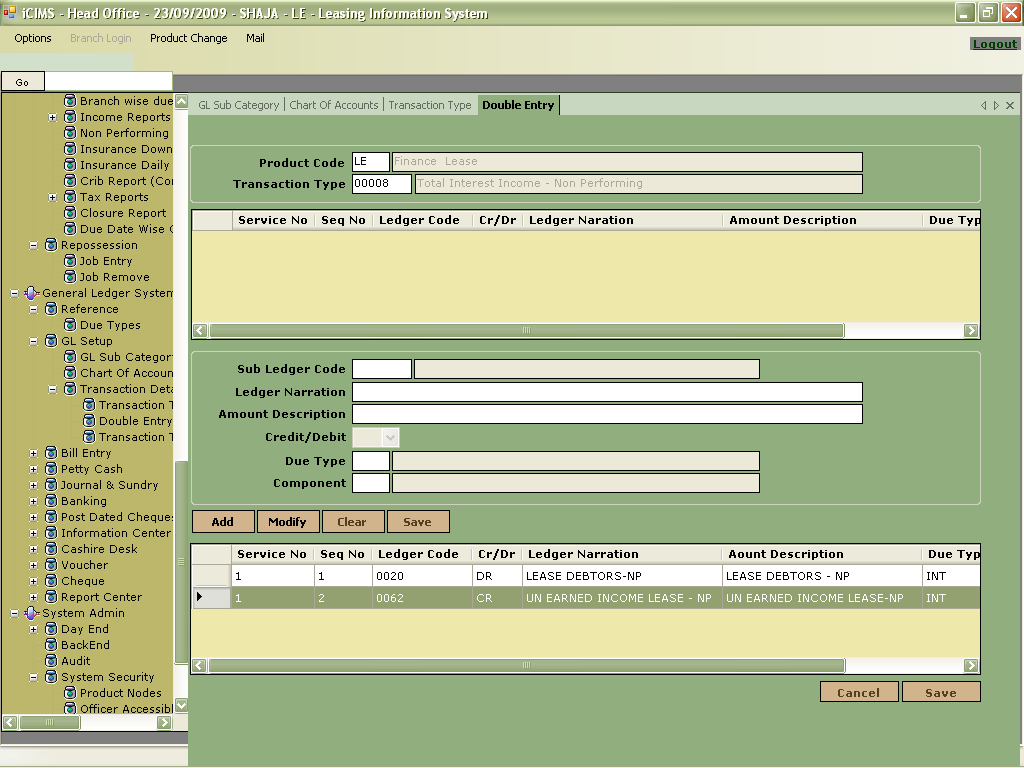 iCIMS - Head Office - 23/09/2009 - SHAJA - LE - Leasing Information System
Options Branch Login Product Change Mail
Logout
Go
Branch wise due
Income Reports
Non Performing
Insurance Down
Insurance Daily
Crib Report (Co
Tax Reports
Closure Report
Due Date Wise
Repossession
Job Entry
Job Remove
General Ledger System
Reference
Due Types
GL Setup
GL Sub Categor
Chart Of Accoun
Transaction Deta
Transaction T
Double Entry
Transaction T
Bill Entry
Petty Cash
Journal & Sundry
Banking
Post Dated Cheques
Information Center
Cashire Desk
Voucher
Cheque
Report Center
System Admin
Day End
BackEnd
Audit
System Security
Product Nodes
Officer Accessibl
GL Sub Category Chart Of Accounts Transaction Type Double Entry
Product Code LE Finance Lease
Transaction Type 00008 Total Interest Income - Non Performing
Service No Seq No Ledger Code Cr/Dr Ledger Naration Amount Description Due Typ
Sub Ledger Code
Ledger Narration
Amount Description
Credit/Debit
Due Type
Component
Add Modify Clear Save
Service No Seq No Ledger Code Cr/Dr Ledger Narration Aount Description Due Typ
1 1 0020 DR LEASE DEBTORS-NP LEASE DEBTORS - NP INT
1 2 0062 CR UN EARNED INCOME LEASE - NP UN EARNED INCOME LEASE-NP INT
Cancel Save